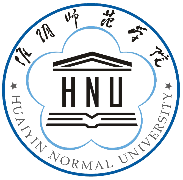 淮阴师范学院
HNU
★ HUAIYIN NORMAL UNIVERSITY ★